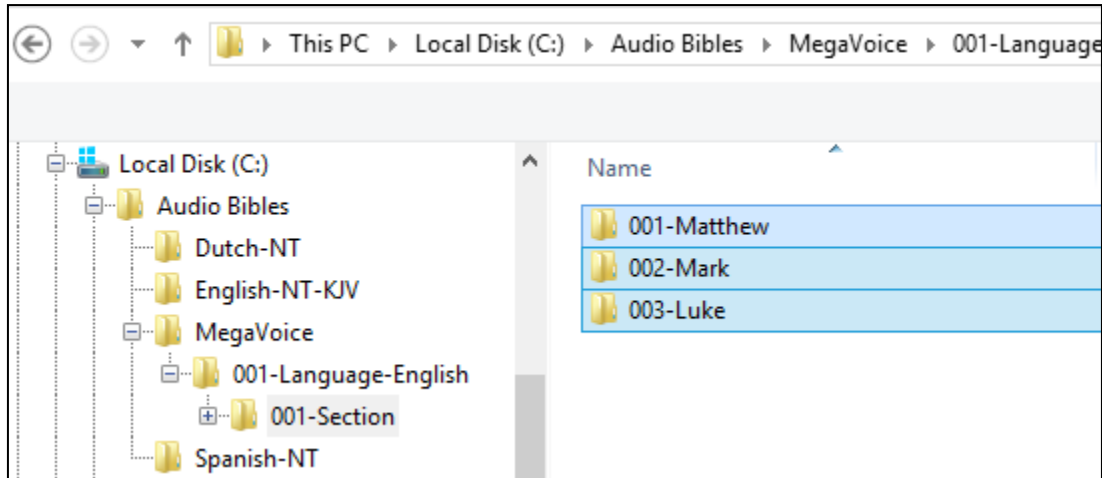 This PC Local Disk (C:) Audio Bibles MegaVoice 001-Language
Local Disk (C:)
Audio Bibles
Dutch-NT
English-NT-KJV
MegaVoice
001-Language-English
001-Section
Spanish-NT
Name
001-Matthew
002-Mark
003-Luke